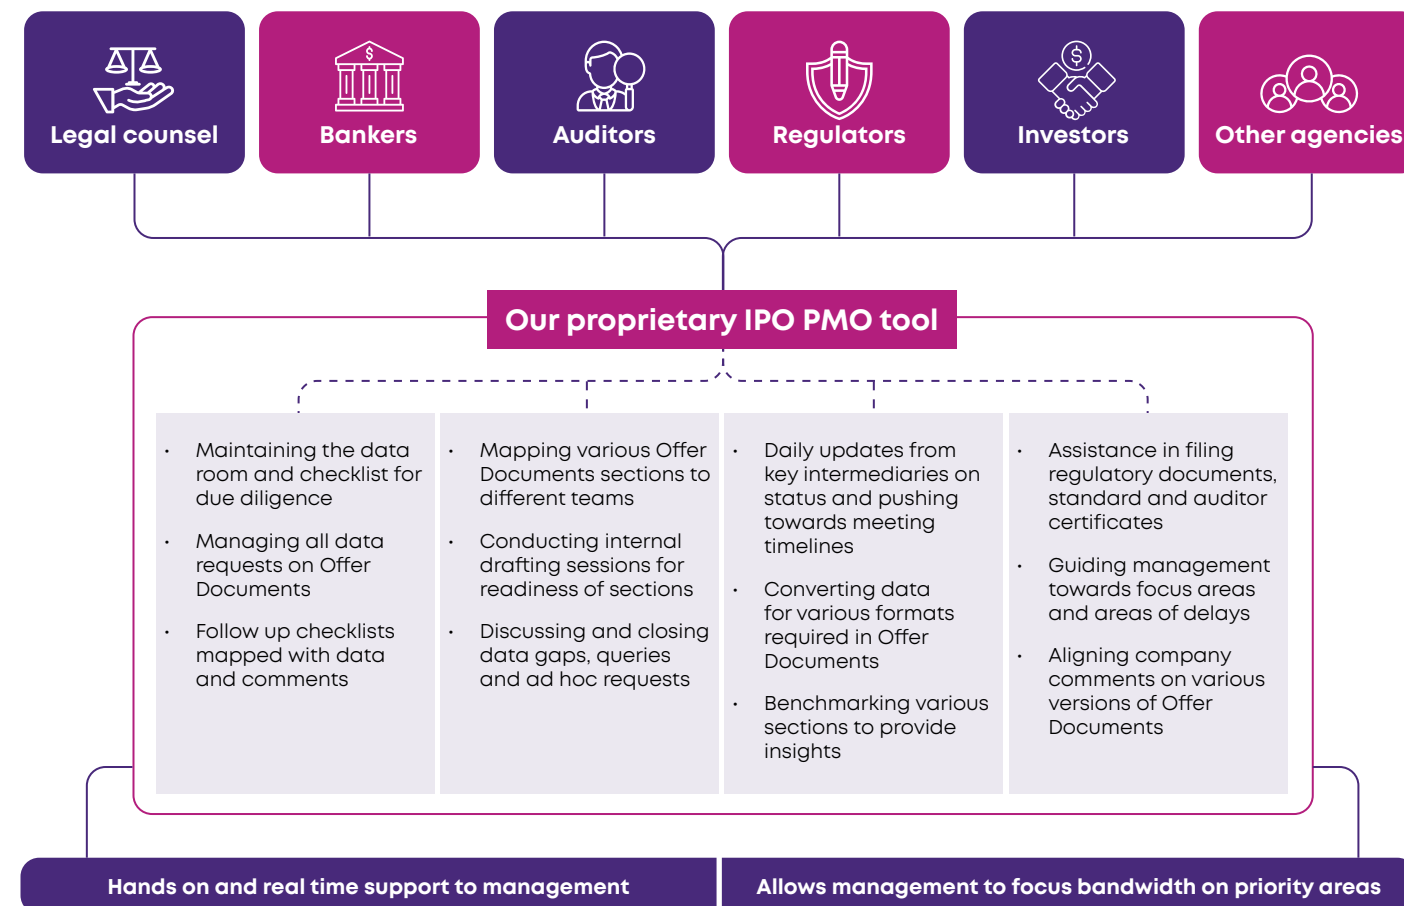 Legal counsel
Bankers
Auditors
Regulators
Investors
Other agencies
Our proprietary IPO PMO tool
• Maintaining the data
room and checklist for
due diligence
• Managing all data
requests on Offer
Documents
• Follow up checklists
mapped with data
and comments
• Mapping various Offer
Documents sections to
different teams
• Conducting internal
drafting sessions for
readiness of sections
• Discussing and closing
data gaps, queries
and ad hoc requests
• Daily updates from
key intermediaries on
status and pushing
towards meeting
timelines
• Converting data
for various formats
required in Offer
Documents
• Benchmarking various
sections to provide
insights
• Assistance in filing
regulatory documents,
standard and auditor
certificates
• Guiding management
towards focus areas
and areas of delays
• Aligning company
comments on various
versions of Offer
Documents
Hands on and real time support to management
Allows management to focus bandwidth on priority areas